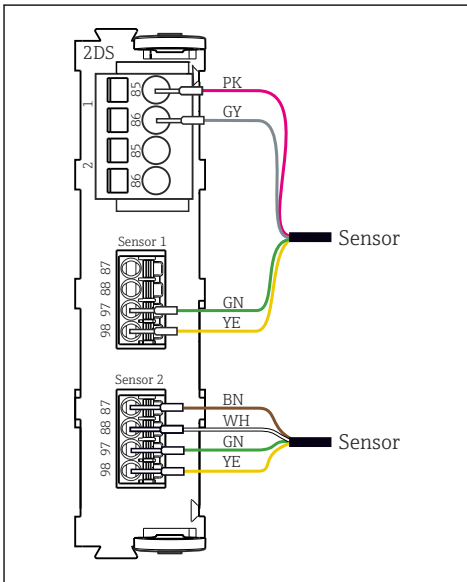 2DS
1
85
PK
86
GY
2
85
86
Sensor
Sensor 1
87
88
97
GN
98
YE
Sensor 2
87
BN
88
WH
97
GN
Sensor
98
YE